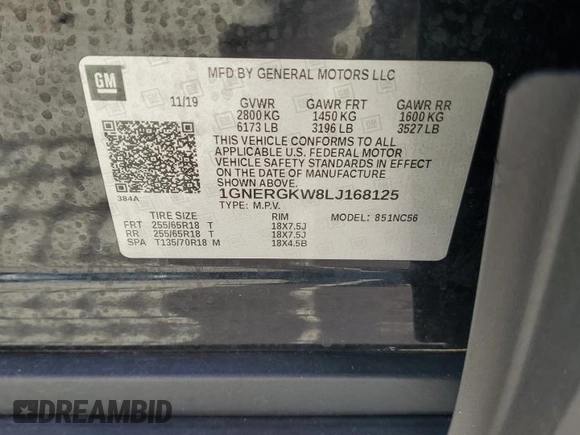 GM
MFD BY GENERAL MOTORS LLC
11/19 GVWR GAWR FRT GAWR RR
2800 KG 1450 KG 1600 KG
6173 LB 3196 LB 3527 LB
THIS VEHICLE CONFORMS TO ALL
APPLICABLE U.S. FEDERAL MOTOR
VEHICLE SAFETY STANDARDS IN EFFECT
ON THE DATE OF MANUFACTURE
SHOWN ABOVE.
1GNERGKW8LJ168125
384A TYPE: M.P.V. MODEL: 851NC56
TIRE SIZE RIM
FRT 255/65R18 T 18X7.5J
RR 255/65R18 T 18X7.5J
SPA T135/70R18 M 18X4.5B
DREAMBID